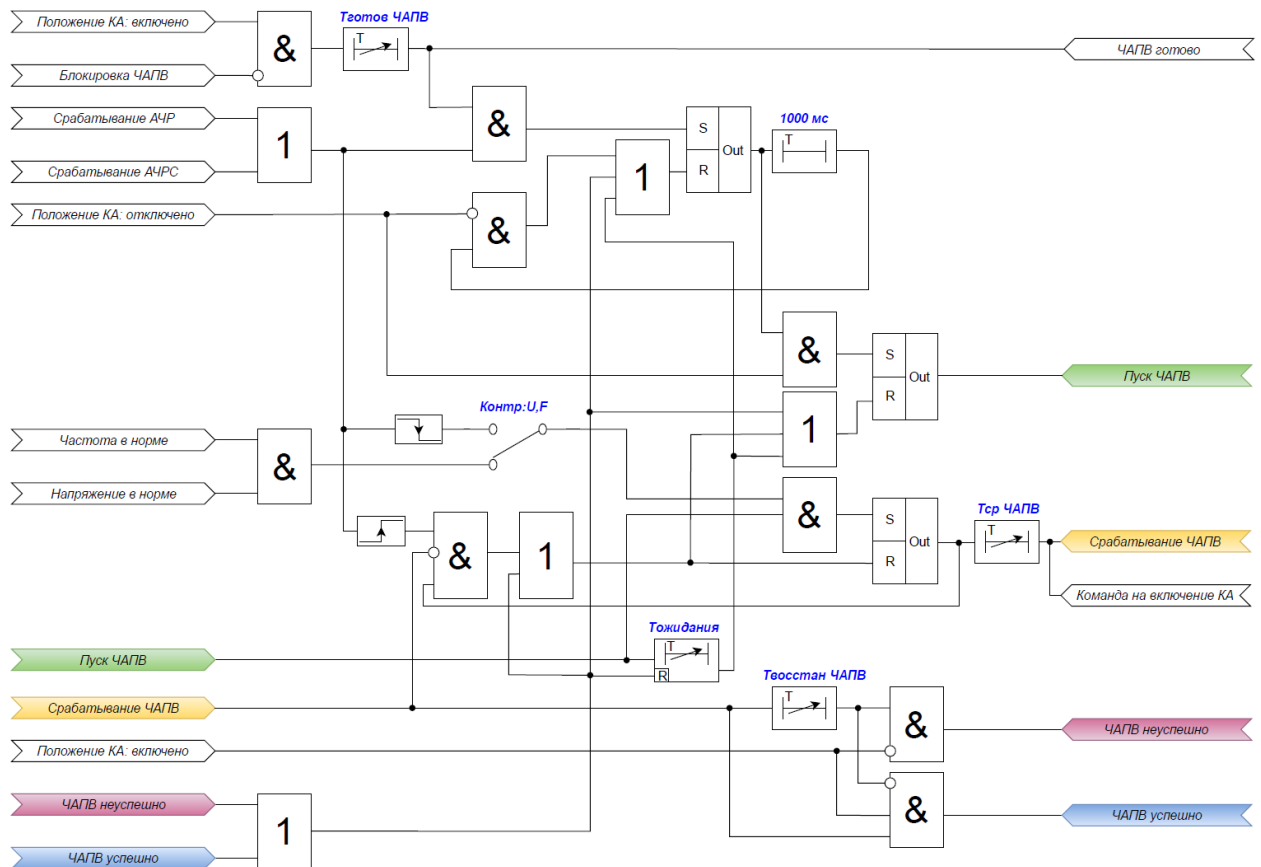 Положение КА: включено
Тготов ЧАПВ
&
T
ЧАПВ готово
Блокировка ЧАПВ
Срабатывание АЧР
1
&
S
Out
R
1000 мс
T
1
Срабатывание АЧРС
Положение КА: отключено
&
&
S
Out
R
Пуск ЧАПВ
Контр:U,F
1
Частота в норме
&
Напряжение в норме
&
S
Out
R
Тср ЧАПВ
T
Срабатывание ЧАПВ
&
1
Команда на включение КА
Тожидания
T
R
Пуск ЧАПВ
Твосстан ЧАПВ
T
Срабатывание ЧАПВ
&
ЧАПВ неуспешно
Положение КА: включено
ЧАПВ неуспешно
1
&
ЧАПВ успешно
ЧАПВ успешно